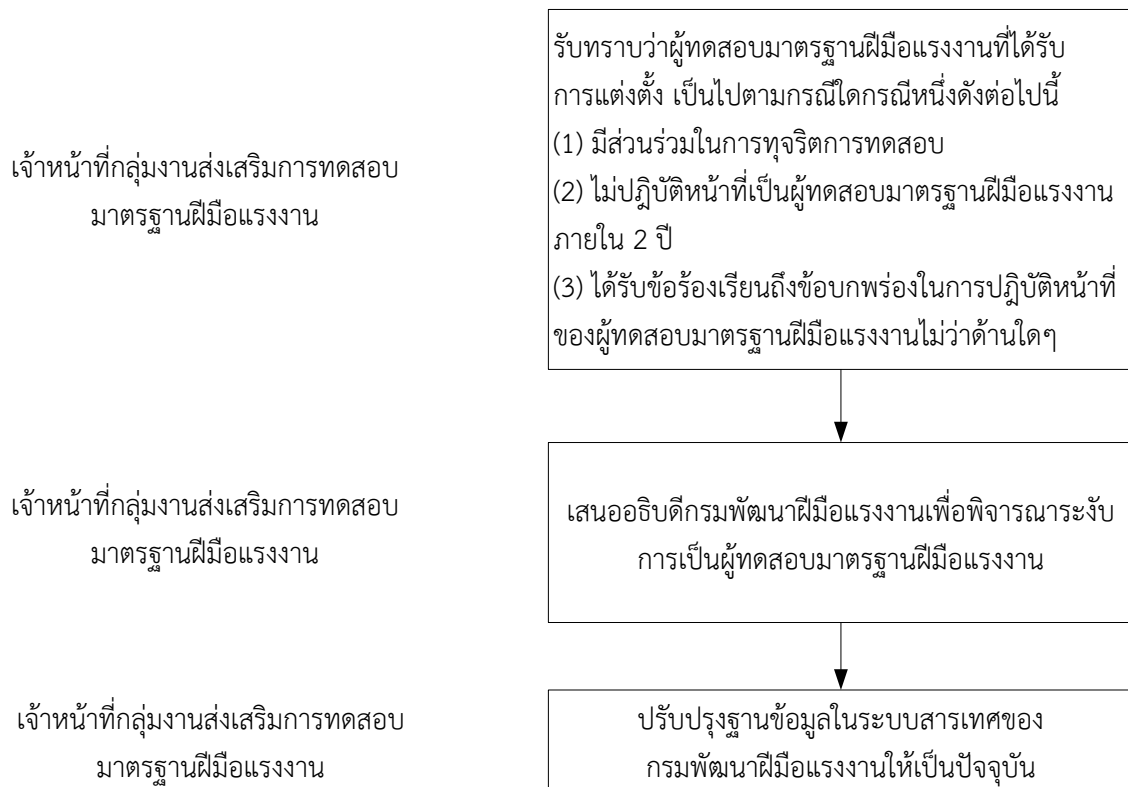 เจ้าหน้าที่กลุ่มงานส่งเสริมการทดสอบ
มาตรฐานฝีมือแรงงาน
รับทราบว่าผู้ทดสอบมาตรฐานฝีมือแรงงานที่ได้รับ
การแต่งตั้ง เป็นไปตามกรณีใดกรณีหนึ่งดังต่อไปนี้
(1) มีส่วนร่วมในการทุจริตการทดสอบ
(2) ไม่ปฎิบัติหน้าที่เป็นผู้ทดสอบมาตรฐานฝีมือแรงงาน
ภายใน 2 ปี
(3) ได้รับข้อร้องเรียนถึงข้อบกพร่องในการปฎิบัติหน้าที่
ของผู้ทดสอบมาตรฐานฝีมือแรงงานไม่ว่าด้านใดๆ
เจ้าหน้าที่กลุ่มงานส่งเสริมการทดสอบ
มาตรฐานฝีมือแรงงาน
เสนออธิบดีกรมพัฒนาฝีมือแรงงานเพื่อพิจารณาระงับ
การเป็นผู้ทดสอบมาตรฐานฝีมือแรงงาน
เจ้าหน้าที่กลุ่มงานส่งเสริมการทดสอบ
มาตรฐานฝีมือแรงงาน
ปรับปรุงฐานข้อมูลในระบบสารเทศของ
กรมพัฒนาฝีมือแรงงานให้เป็นปัจจุบัน